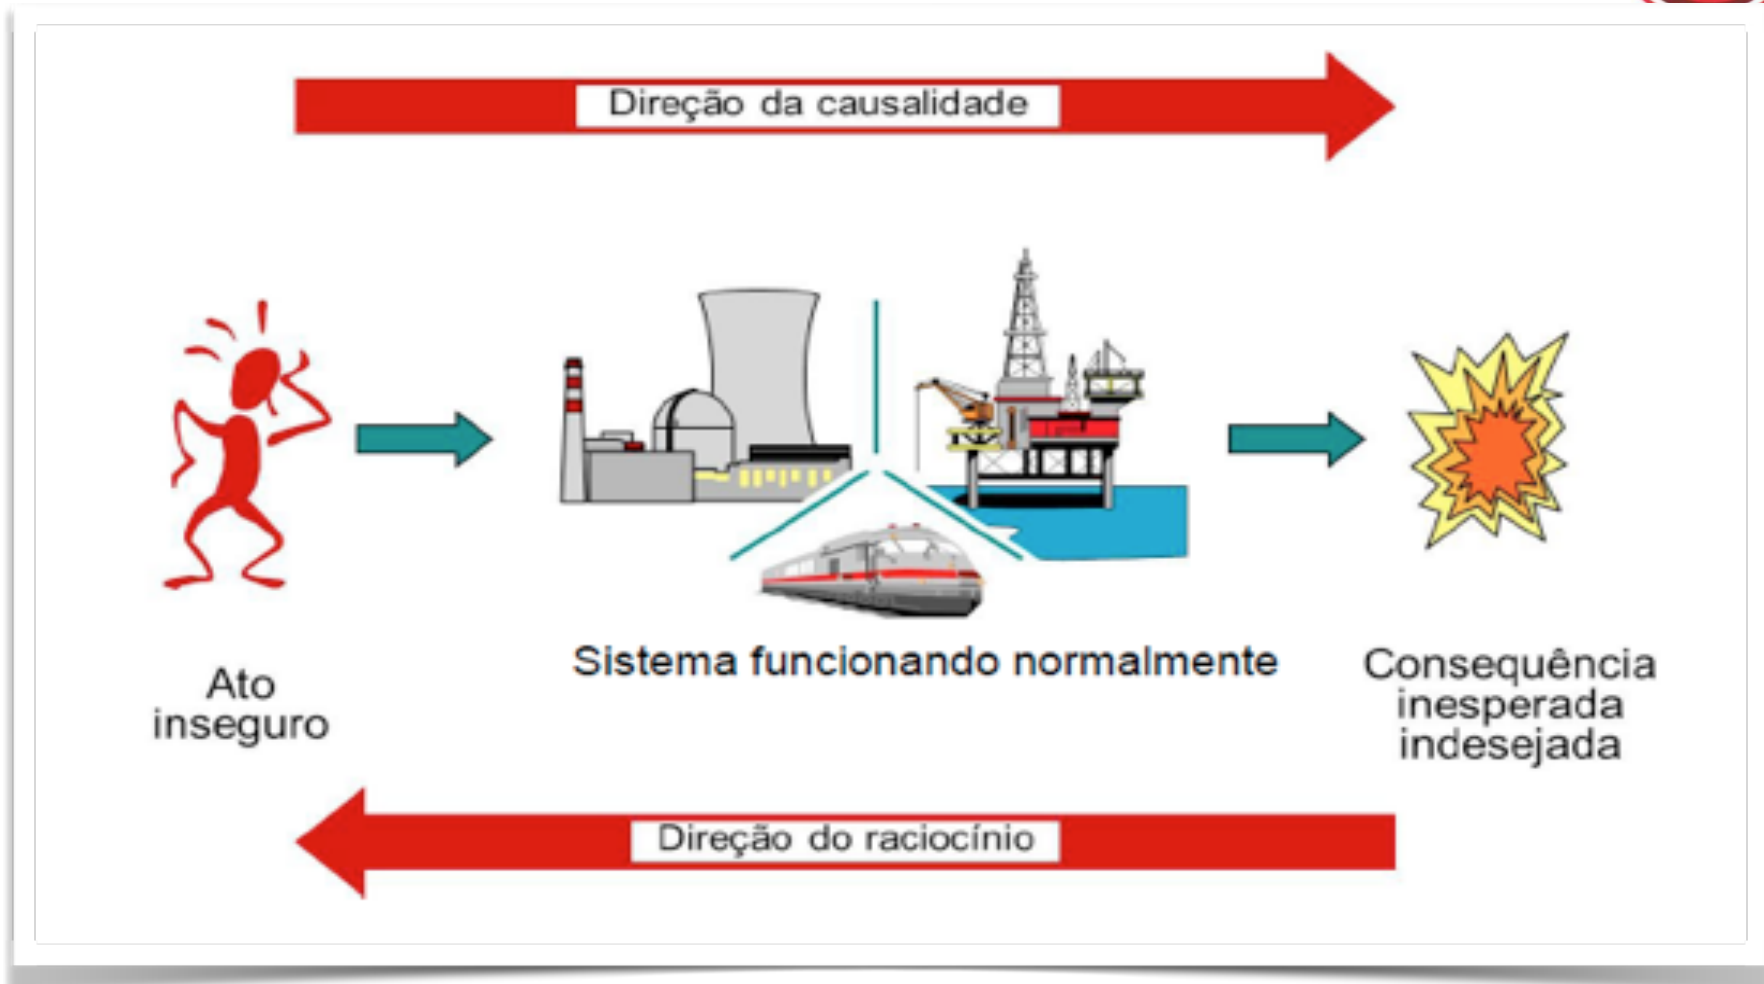 Direção da causalidade
Sistema funcionando normalmente
Ato
inseguro
Consequência
inesperada
indesejada
Direção do raciocínio